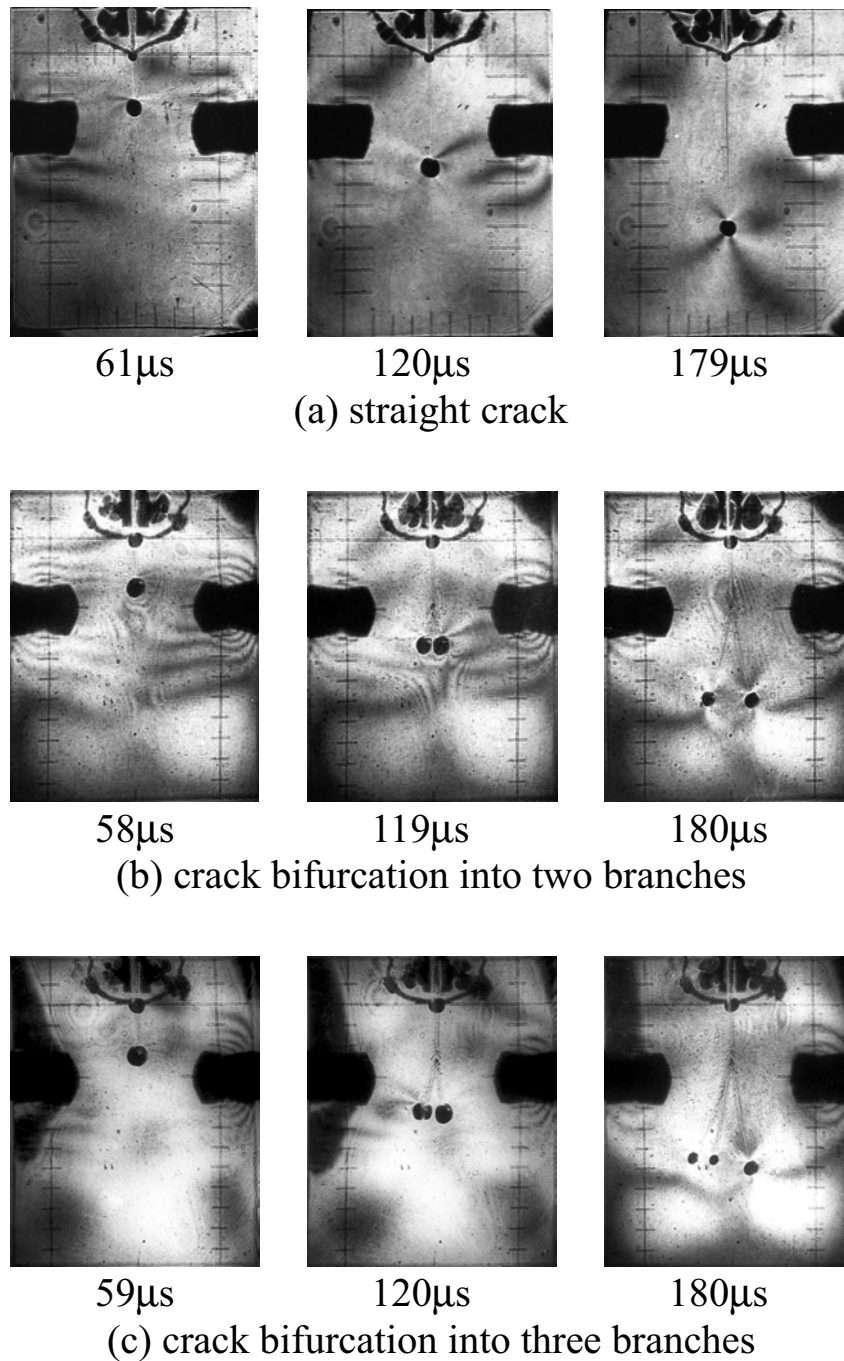 61μs 120μs 179μs
(a) straight crack
58μs 119μs 180μs
(b) crack bifurcation into two branches
59μs 120μs 180μs
(c) crack bifurcation into three branches